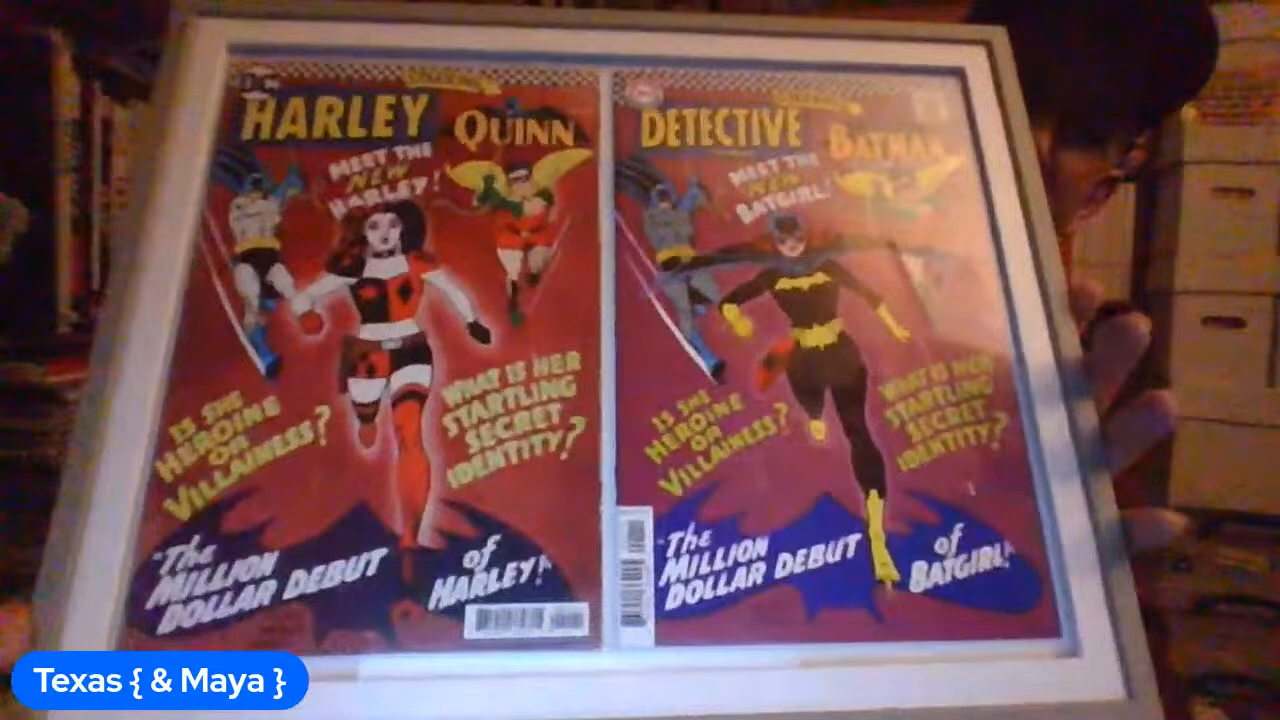 HARLEY
QUINN
MEET THE
NEW
HARLEY!
IS SHE
HEROINE
OR
VILLAINESS?
WHAT IS HER
STARTLING
SECRET
IDENTITY?
"The
MILLION
DOLLAR DEBUT
of
HARLEY!"
DETECTIVE
BATMAN
MEET THE
NEW
BATGIRL!
IS SHE
HEROINE
OR
VILLAINESS?
WHAT IS HER
STARTLING
SECRET
IDENTITY?
"The
MILLION
DOLLAR DEBUT
of
BATGIRL!"
Texas { & Maya }